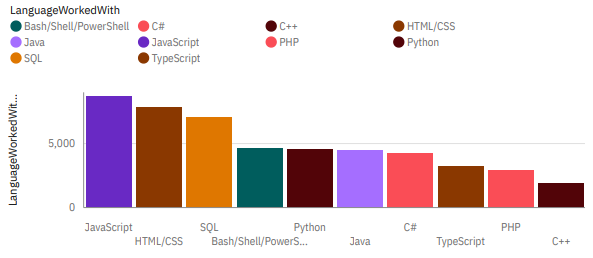 LanguageWorkedWith
Bash/Shell/PowerShell C# C++ HTML/CSS
Java JavaScript PHP Python
SQL TypeScript
LanguageWorkedWit...
5,000
0
JavaScript SQL Python C# PHP
HTML/CSS Bash/Shell/PowerS... Java TypeScript C++